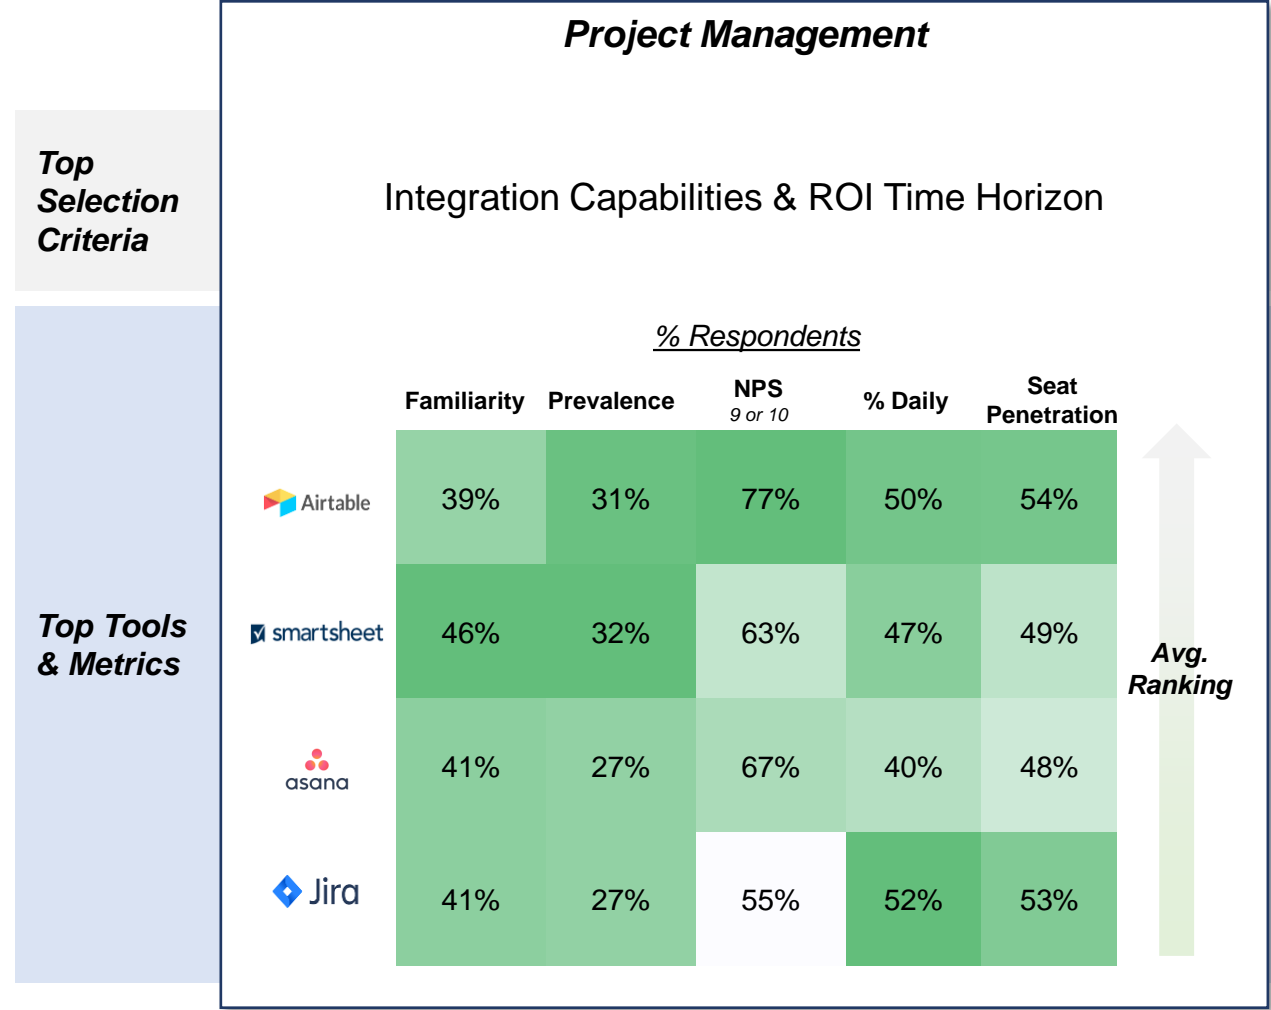 Project Management
Top
Selection
Criteria
Integration Capabilities & ROI Time Horizon
% Respondents
Familiarity Prevalence NPS 9 or 10 % Daily Seat Penetration
Airtable 39% 31% 77% 50% 54%
smartsheet 46% 32% 63% 47% 49%
asana 41% 27% 67% 40% 48%
Jira 41% 27% 55% 52% 53%
Top Tools
& Metrics
Avg.
Ranking